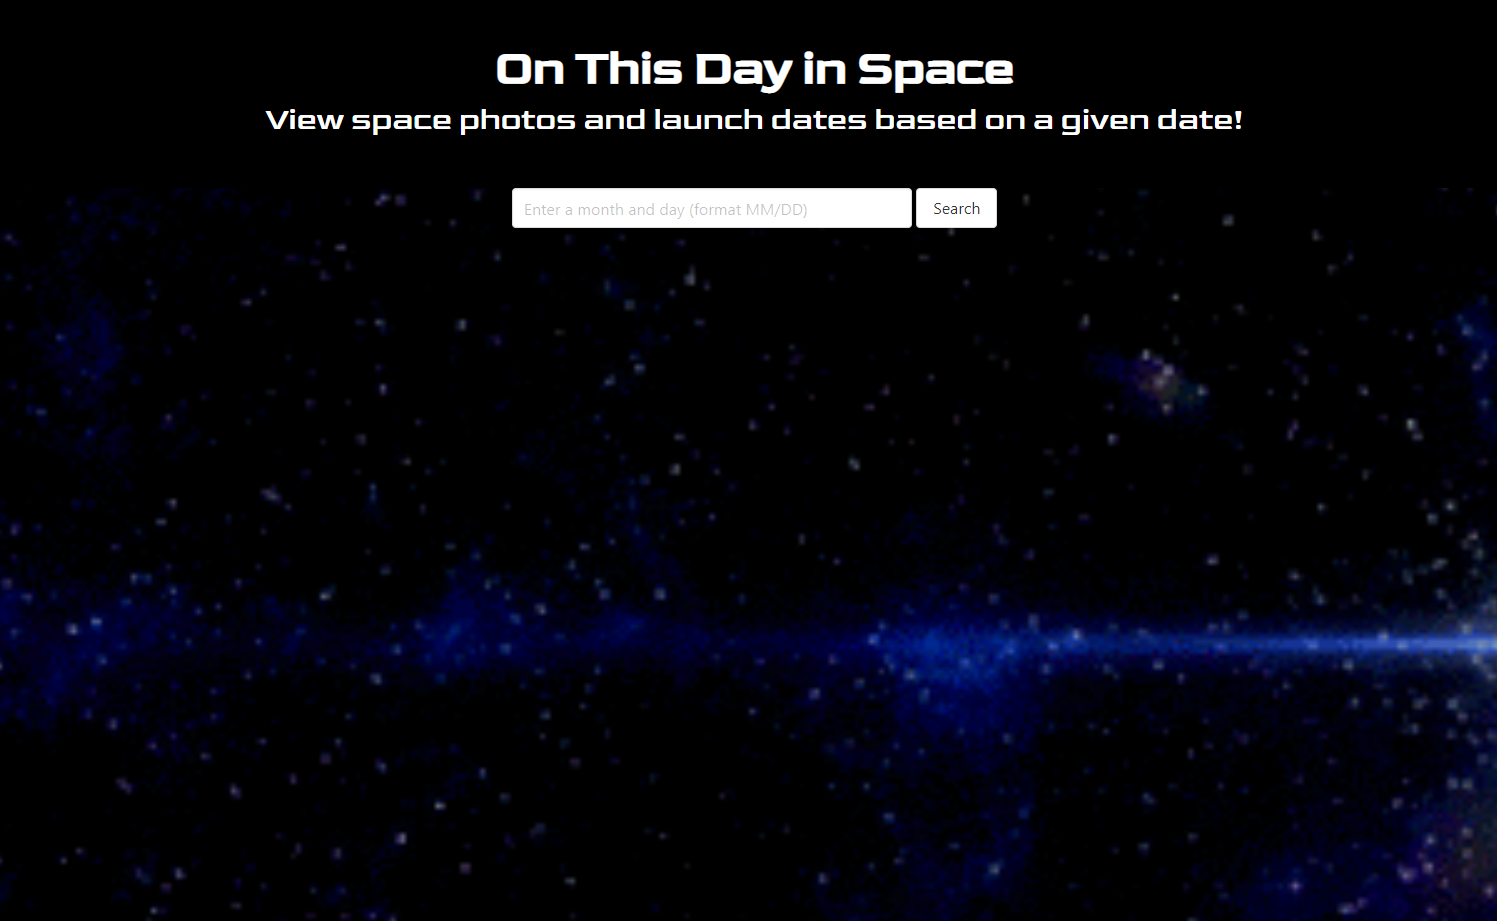 On This Day in Space
View space photos and launch dates based on a given date!
Enter a month and day (format MM/DD) Search